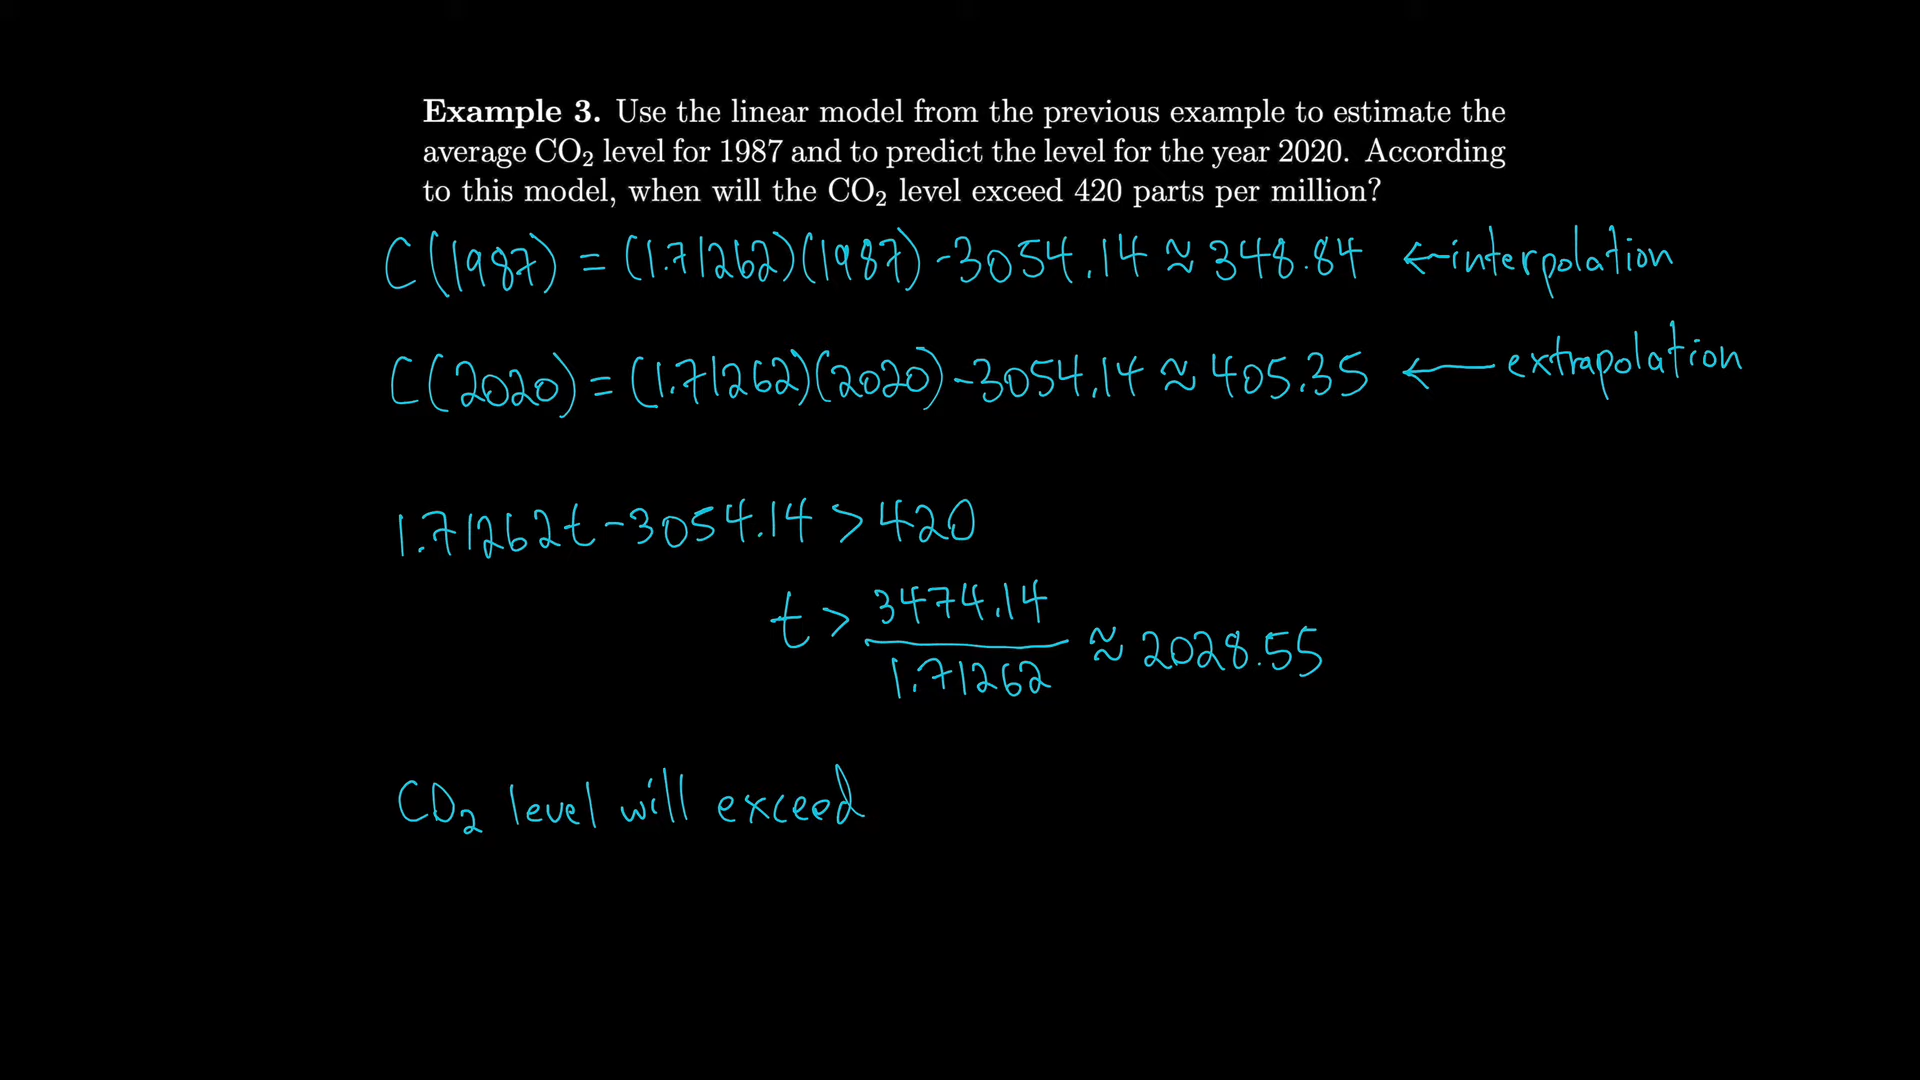 Example 3. Use the linear model from the previous example to estimate the
average CO₂ level for 1987 and to predict the level for the year 2020. According
to this model, when will the CO₂ level exceed 420 parts per million?
C(1987) = (1.71262)(1987) - 3054.14 ≈ 348.84 ← interpolation
C(2020) = (1.71262)(2020) - 3054.14 ≈ 405.35 ← extrapolation
1.71262t - 3054.14 > 420
t > 3474.14 / 1.71262 ≈ 2028.55
CO₂ level will exceed